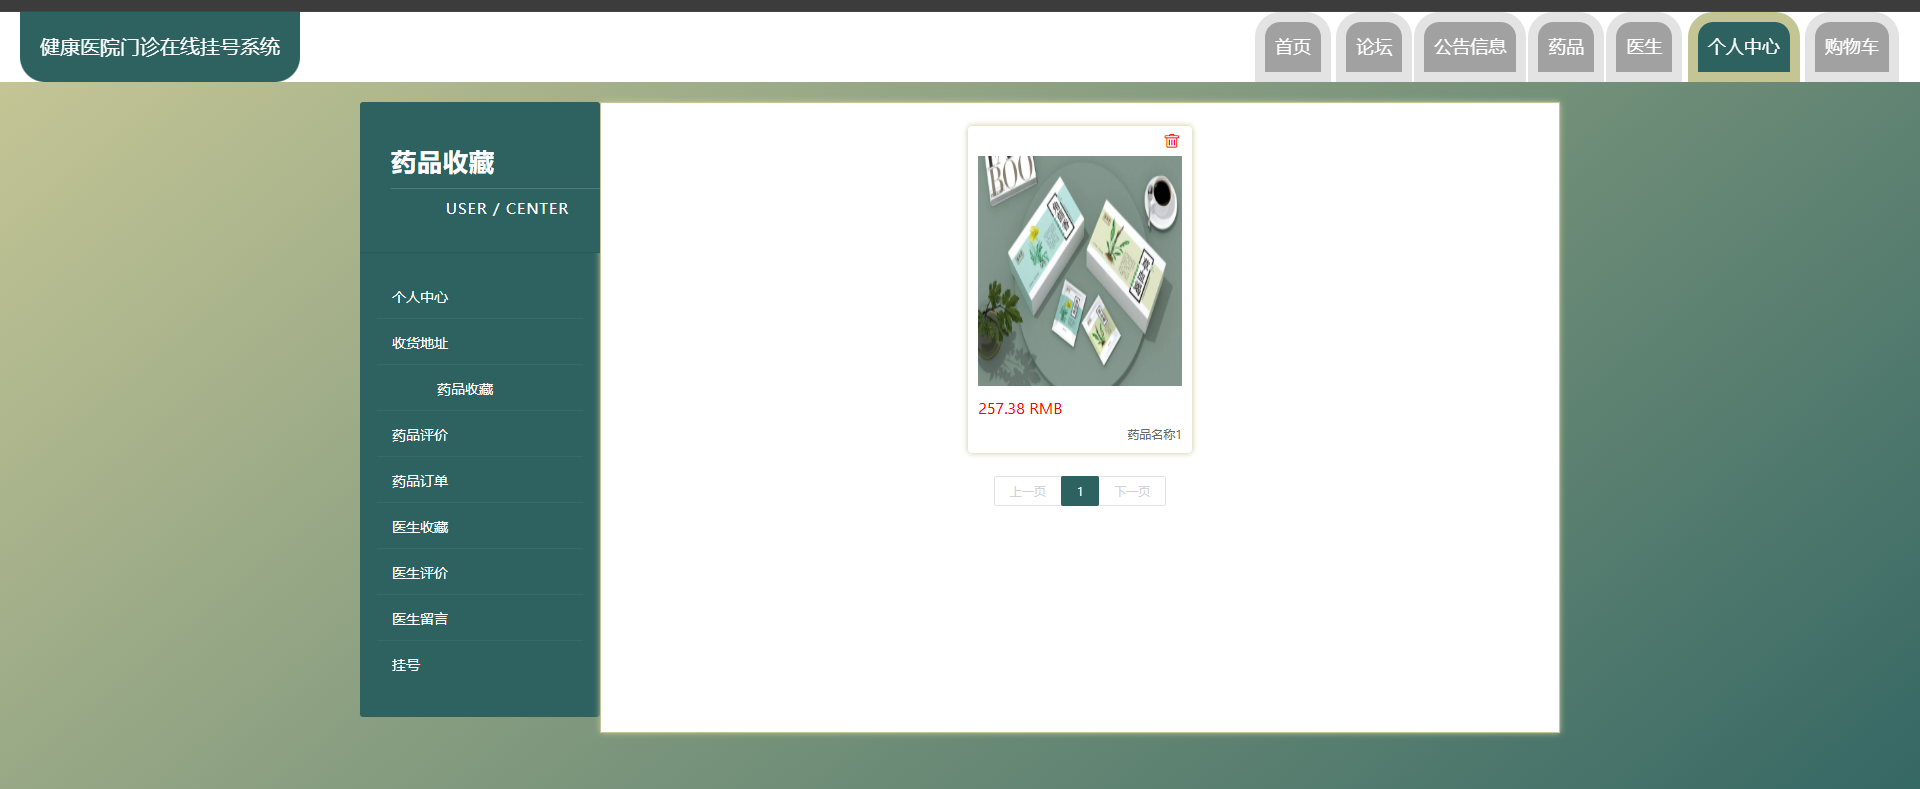 健康医院门诊在线挂号系统
首页
论坛
公告信息
药品
医生
个人中心
购物车
药品收藏
USER / CENTER
个人中心
收货地址
药品收藏
药品评价
药品订单
医生收藏
医生评价
医生留言
挂号
BOO
257.38 RMB
药品名称1
上一页
1
下一页